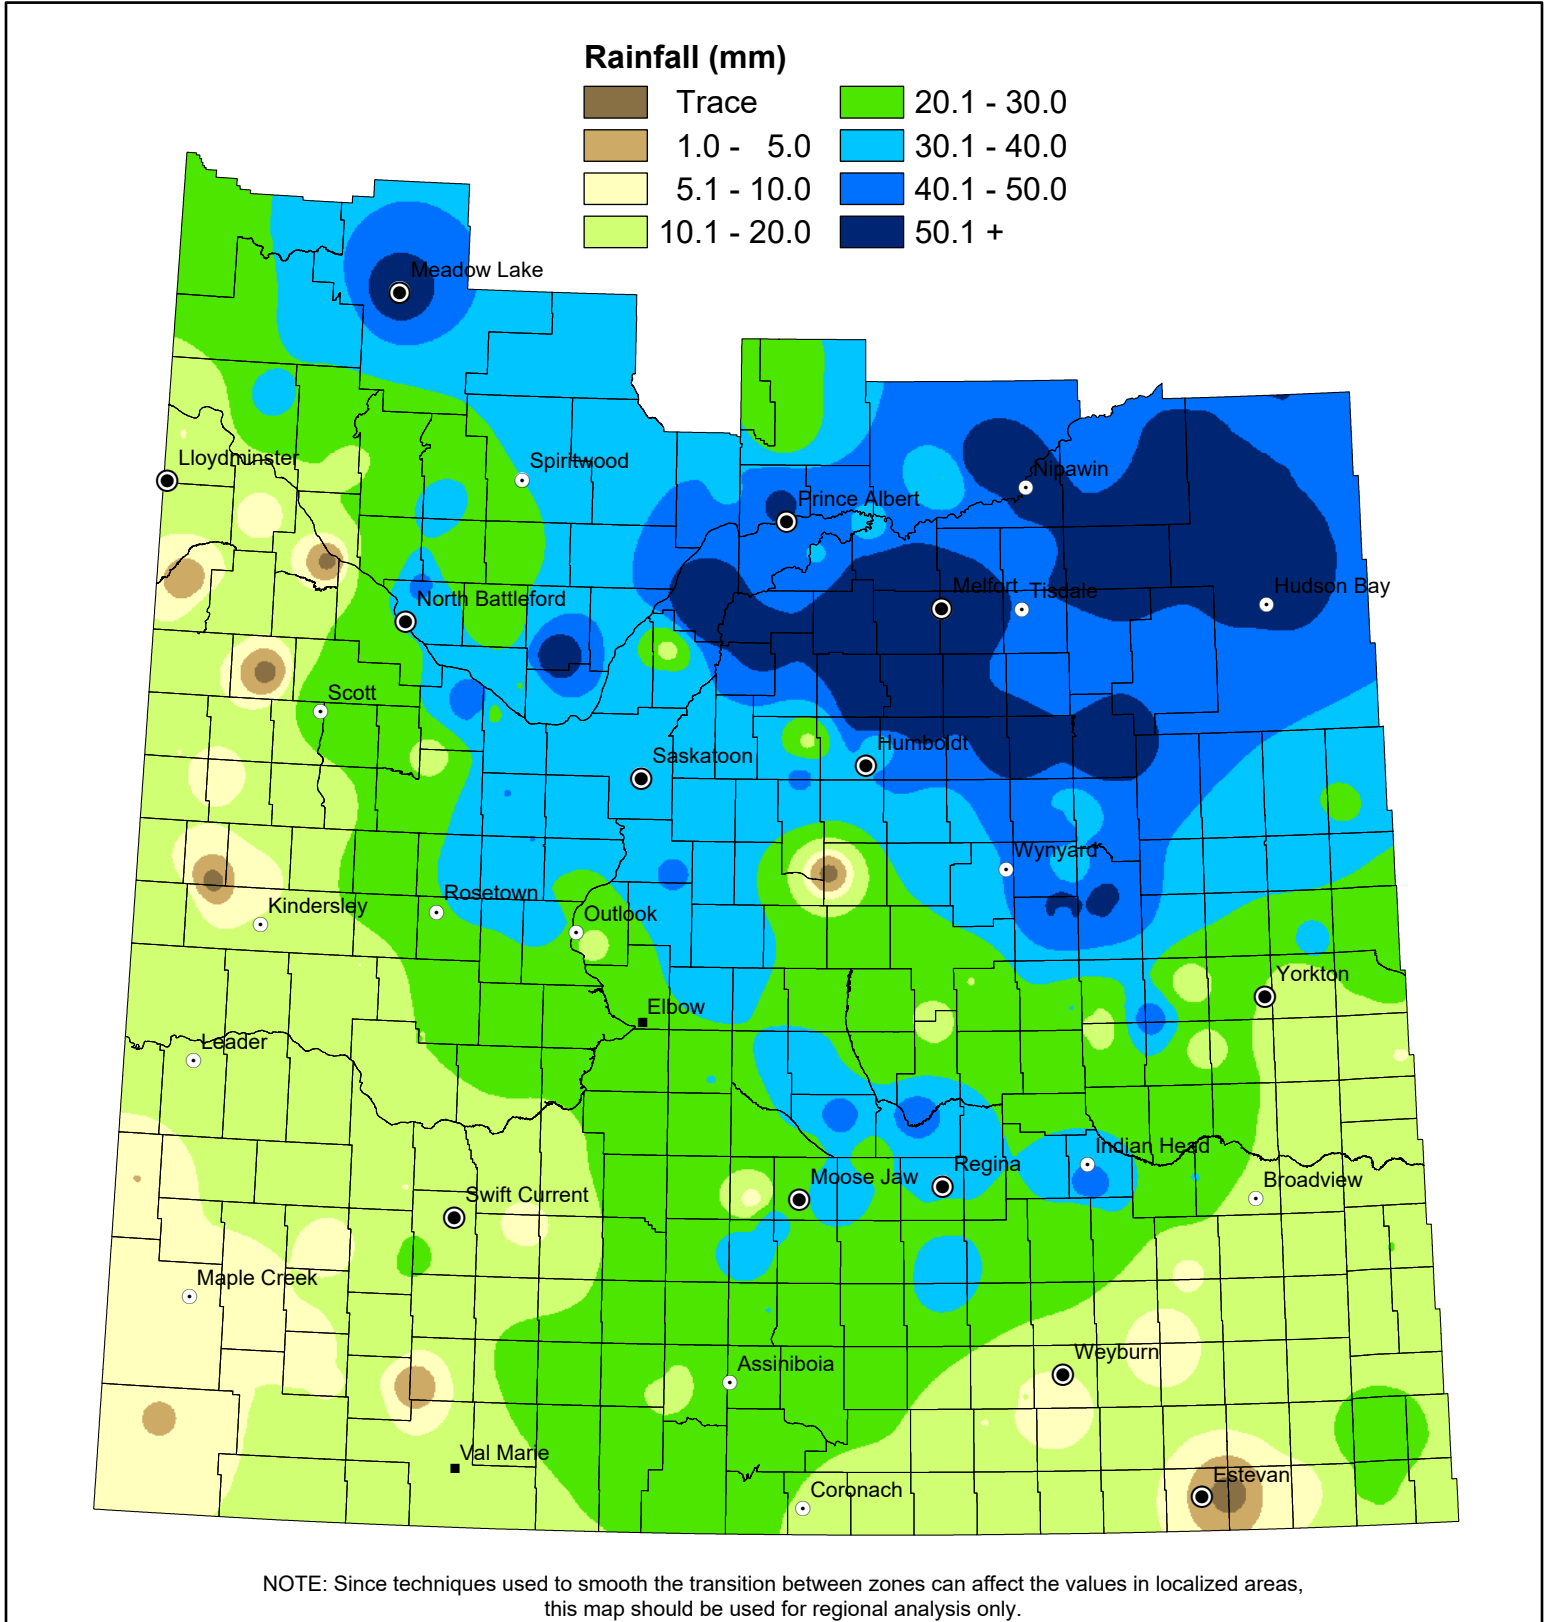 Rainfall (mm)
Trace
1.0 - 5.0
5.1 - 10.0
10.1 - 20.0
20.1 - 30.0
30.1 - 40.0
40.1 - 50.0
50.1 +
Meadow Lake
Lloydminster
Spiritwood
Nipawin
Prince Albert
North Battleford
Melfort
Tisdale
Hudson Bay
Scott
Saskatoon
Humboldt
Wynyard
Kindersley
Rosetown
Outlook
Yorkton
Elbow
Leader
Indian Head
Regina
Moose Jaw
Broadview
Swift Current
Maple Creek
Weyburn
Assiniboia
Val Marie
Estevan
Coronach
NOTE: Since techniques used to smooth the transition between zones can affect the values in localized areas,
this map should be used for regional analysis only.